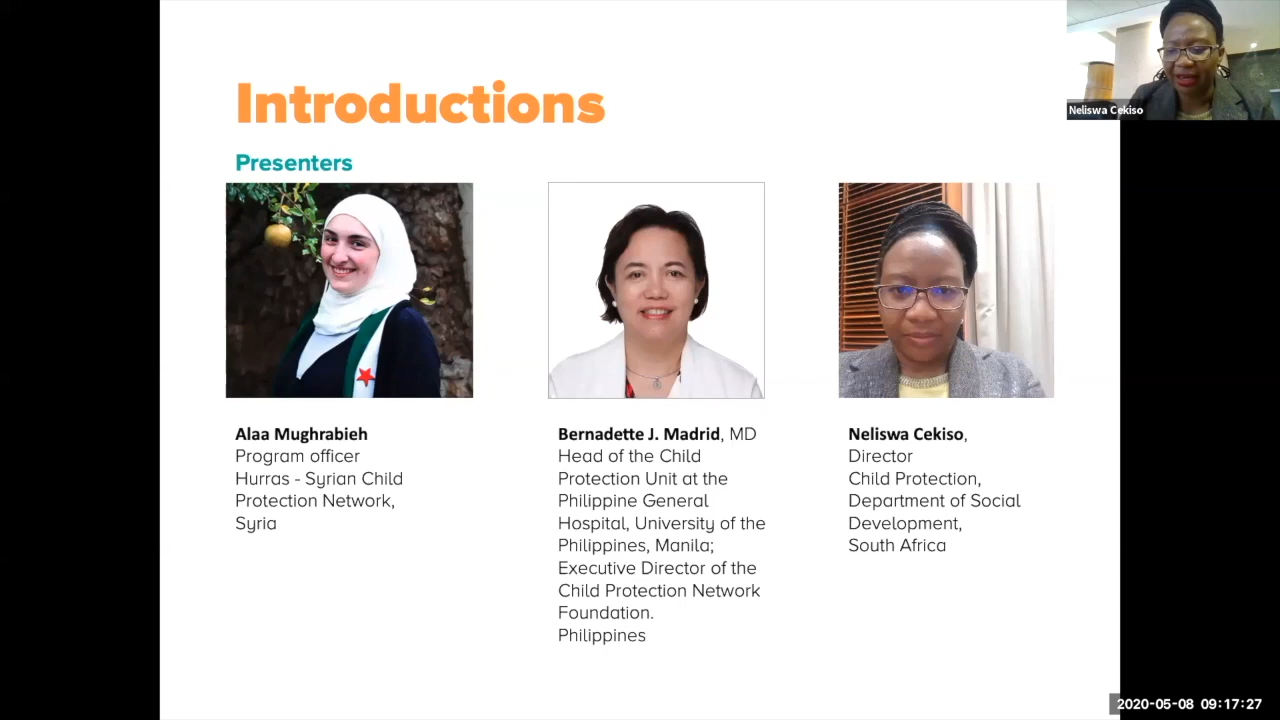 Introductions
Presenters
Alaa Mughrabieh
Program officer
Hurras - Syrian Child
Protection Network,
Syria
Bernadette J. Madrid, MD
Head of the Child
Protection Unit at the
Philippine General
Hospital, University of the
Philippines, Manila;
Executive Director of the
Child Protection Network
Foundation.
Philippines
Neliswa Cekiso,
Director
Child Protection,
Department of Social
Development,
South Africa
Neliswa Cekiso
2020-05-08 09:17:27